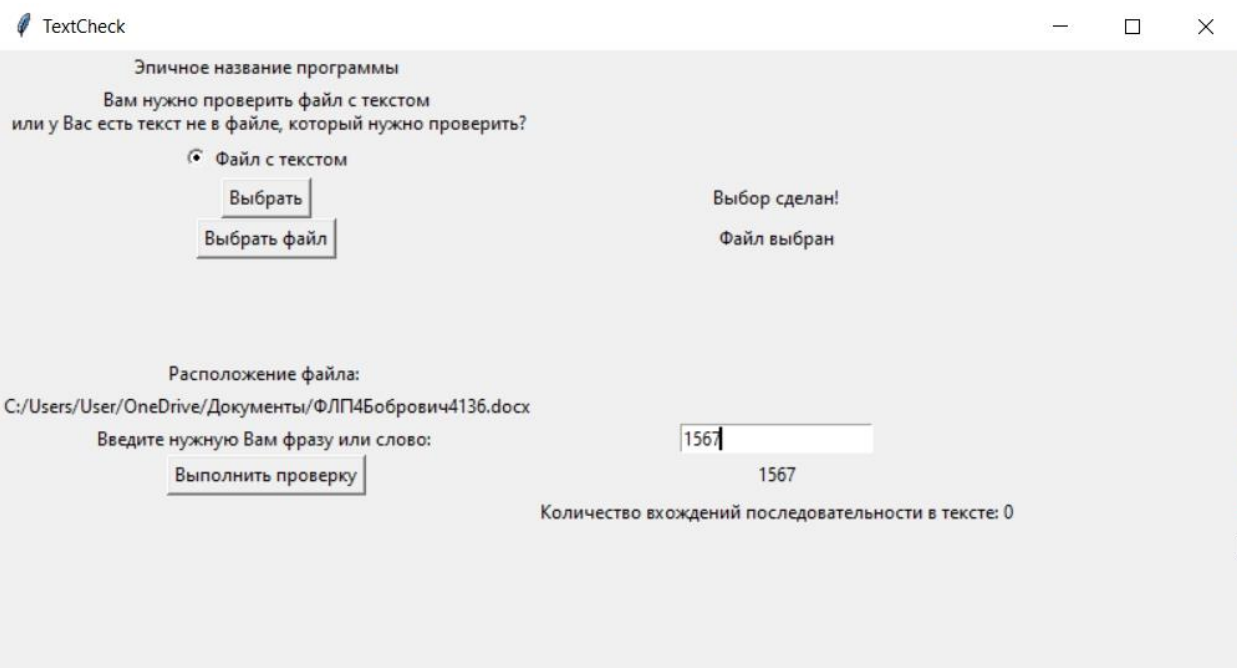 TextCheck
Эпичное название программы
Вам нужно проверить файл с текстом
или у Вас есть текст не в файле, который нужно проверить?
Файл с текстом
Выбрать
Выбор сделан!
Выбрать файл
Файл выбран
Расположение файла:
C:/Users/User/OneDrive/Документы/ФЛП4Бобрович4136.docx
Введите нужную Вам фразу или слово:
1567
Выполнить проверку
1567
Количество вхождений последовательности в тексте: 0